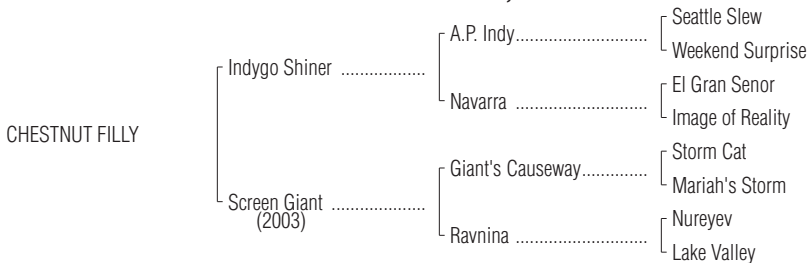 Seattle Slew
A.P. Indy
Weekend Surprise
Indygo Shiner
El Gran Senor
Navarra
Image of Reality
CHESTNUT FILLY
Storm Cat
Giant's Causeway
Mariah's Storm
Screen Giant
(2003)
Nureyev
Ravnina
Lake Valley